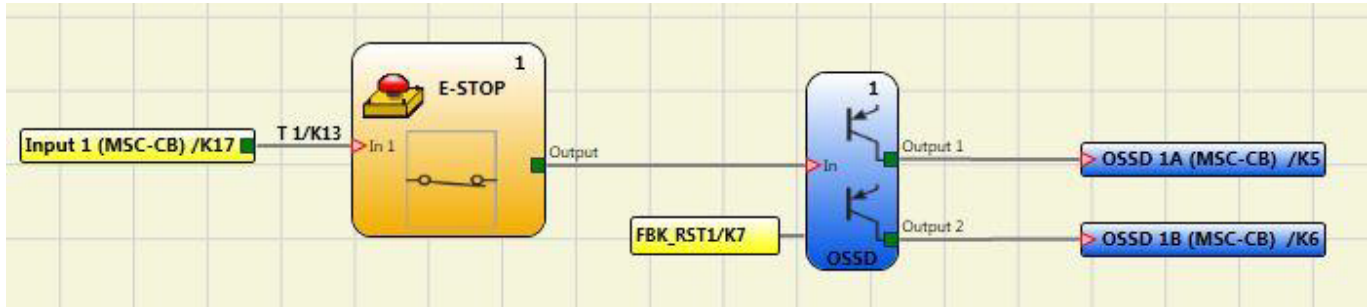 Input 1 (MSC-CB) /K17
T 1/K13
1
E-STOP
In 1
Output
FBK_RST1/K7
1
In
OSSD
Output 1
Output 2
OSSD 1A (MSC-CB) /K5
OSSD 1B (MSC-CB) /K6